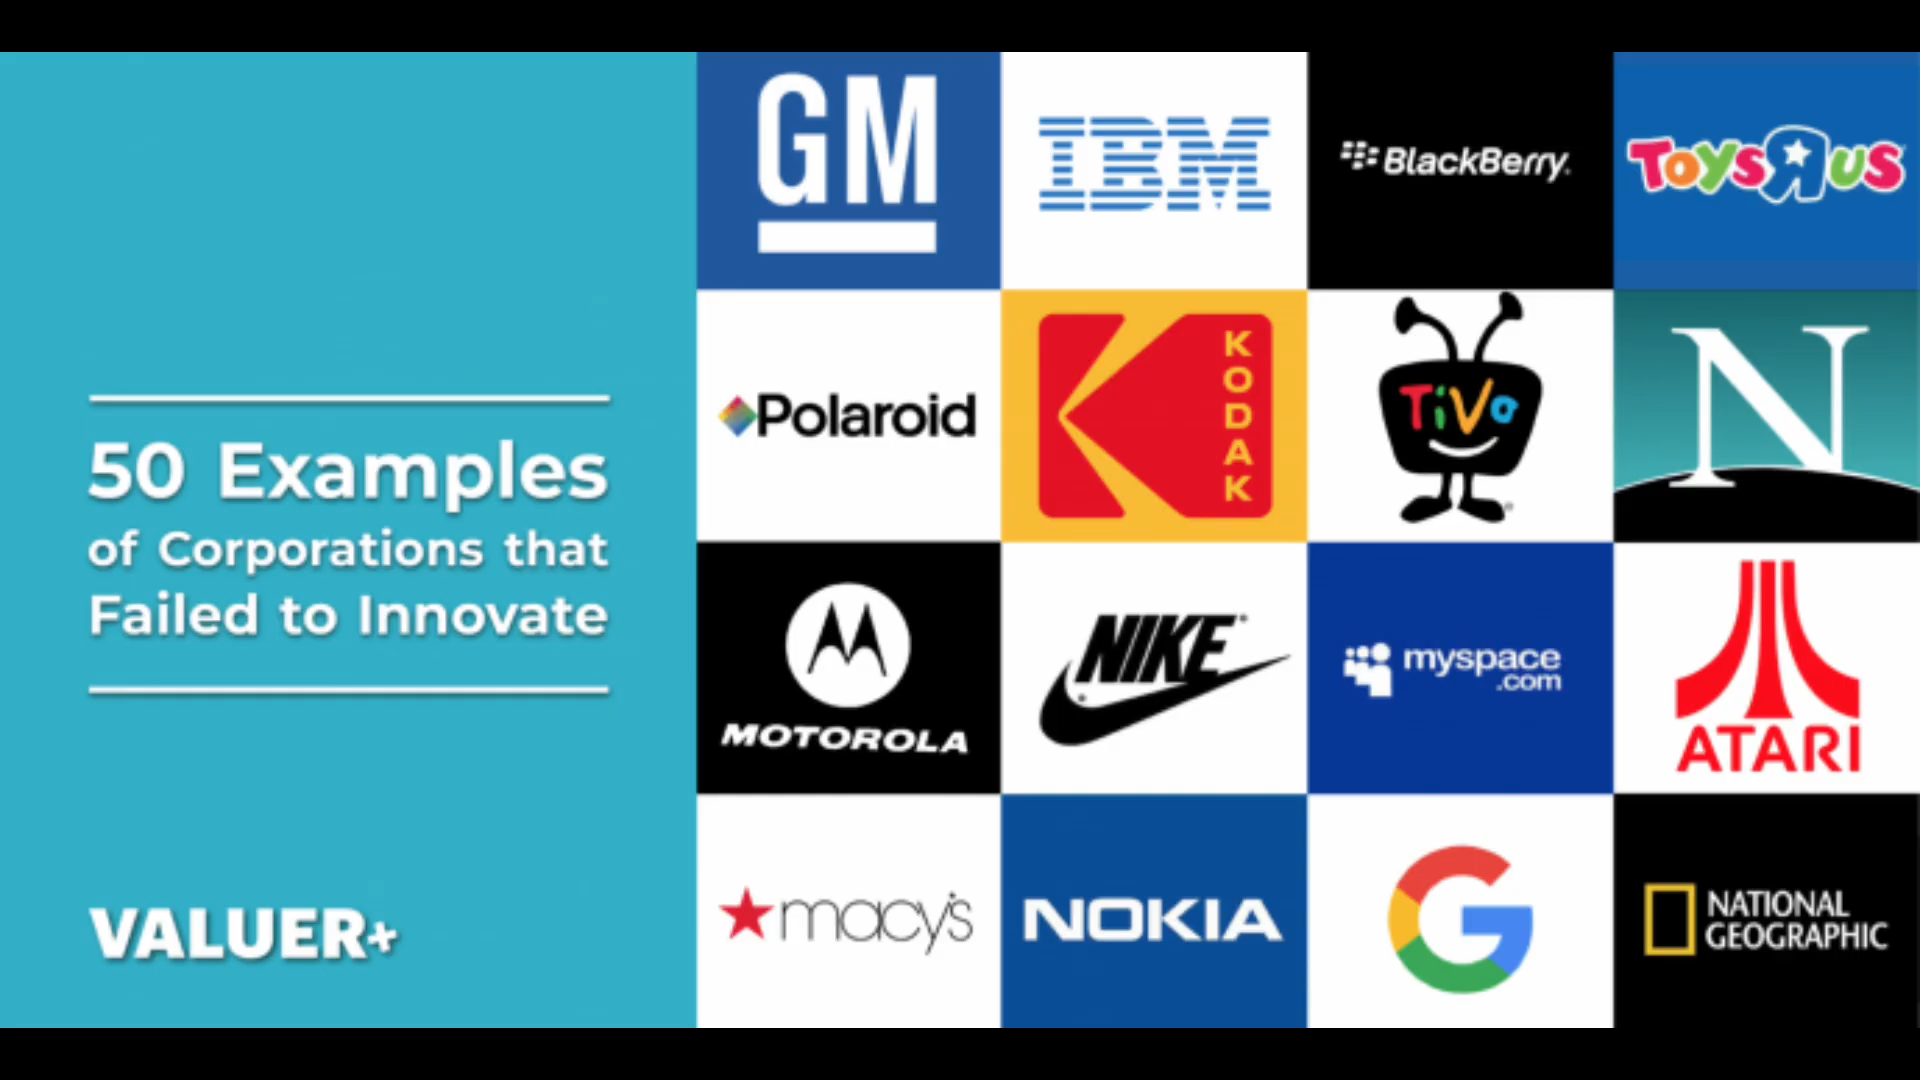 50 Examples
of Corporations that
Failed to Innovate
VALUER+
GM
IBM
BlackBerry.
TOYS R US
Polaroid
KODAK
TiVo
N
MOTOROLA
NIKE
myspace
.com
ATARI
macy's
NOKIA
G
NATIONAL
GEOGRAPHIC